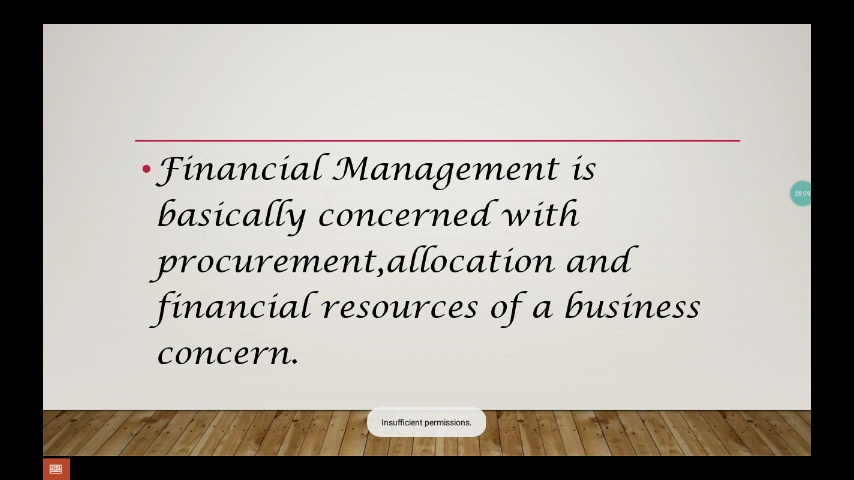 • Financial Management is
basically concerned with
procurement,allocation and
financial resources of a business
concern.
Insufficient permissions.